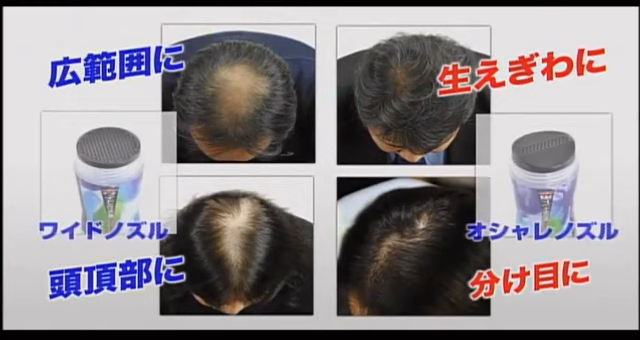 広範囲に
生えぎわに
ワイドノズル
オシャレノズル
頭頂部に
分け目に